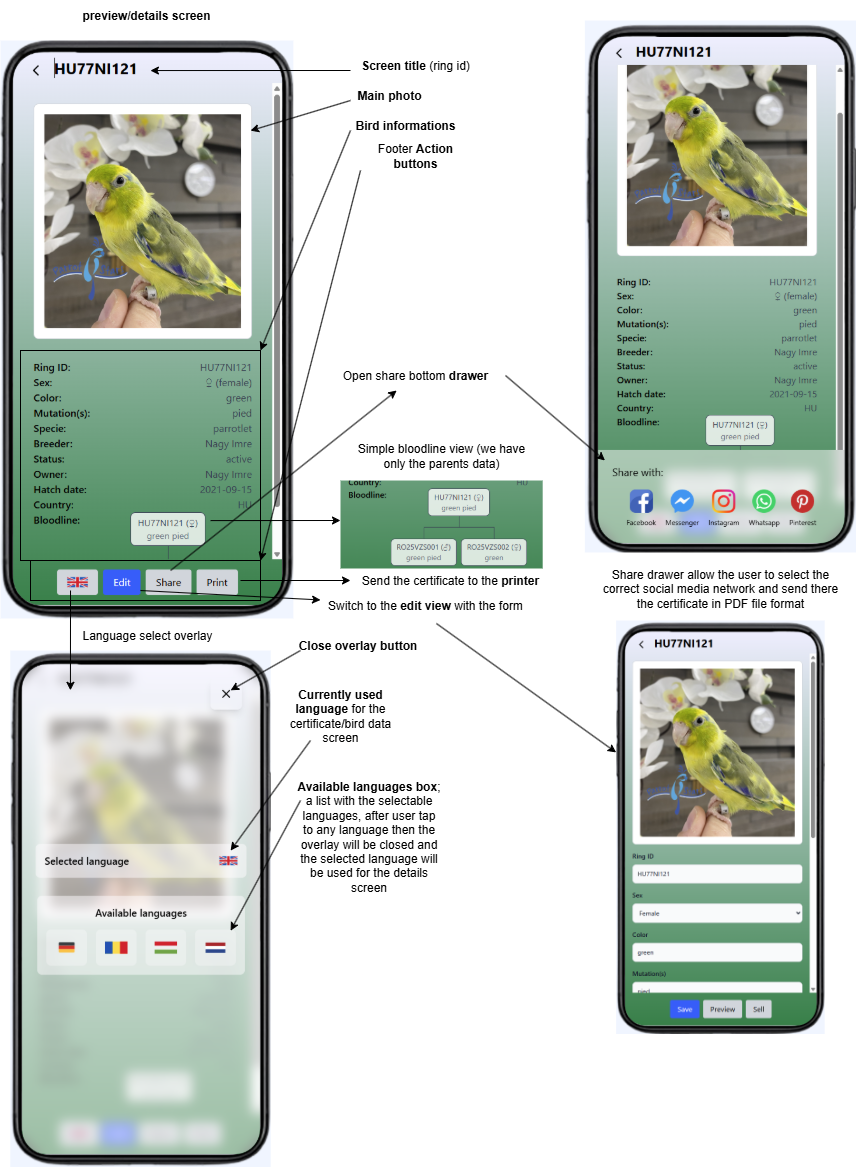 preview/details screen
HU77NI121
Screen title (ring id)
Main photo
Bird informations
Footer Action
buttons
Ring ID: HU77NI121
Sex: ♀ (female)
Color: green
Mutation(s): pied
Specie: parrotlet
Breeder: Nagy Imre
Status: active
Owner: Nagy Imre
Hatch date: 2021-09-15
Country: HU
Bloodline:
HU77NI121 (♀)
green pied
Edit
Share
Print
Open share bottom drawer
Simple bloodline view (we have
only the parents data)
Country: HU
Bloodline:
HU77NI121 (♀)
green pied
RO25VZS001 (♂)
green pied
RO25VZS002 (♀)
green
Send the certificate to the printer
Switch to the edit view with the form
HU77NI121
Ring ID: HU77NI121
Sex: ♀ (female)
Color: green
Mutation(s): pied
Specie: parrotlet
Breeder: Nagy Imre
Status: active
Owner: Nagy Imre
Hatch date: 2021-09-15
Country: HU
Bloodline:
HU77NI121 (♀)
green pied
Share with:
Facebook
Messenger
Instagram
Whatsapp
Pinterest
Share drawer allow the user to select the
correct social media network and send there
the certificate in PDF file format
Language select overlay
Close overlay button
Currently used
language for the
certificate/bird data
screen
Available languages box;
a list with the selectable
languages, after user tap
to any language then the
overlay will be closed and
the selected language will
be used for the details
screen
Selected language
Available languages
HU77NI121
Ring ID
HU77NI121
Sex
Female
Color
green
Mutation(s)
pied
Save
Preview
Sell